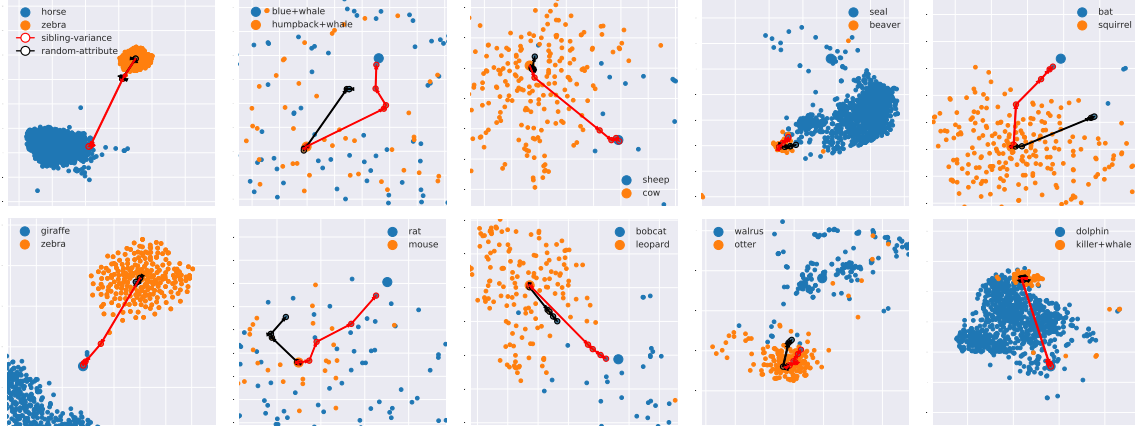 horse
zebra
sibling-variance
random-attribute
blue+whale
humpback+whale
sheep
cow
seal
beaver
bat
squirrel
giraffe
zebra
rat
mouse
bobcat
leopard
walrus
otter
dolphin
killer+whale